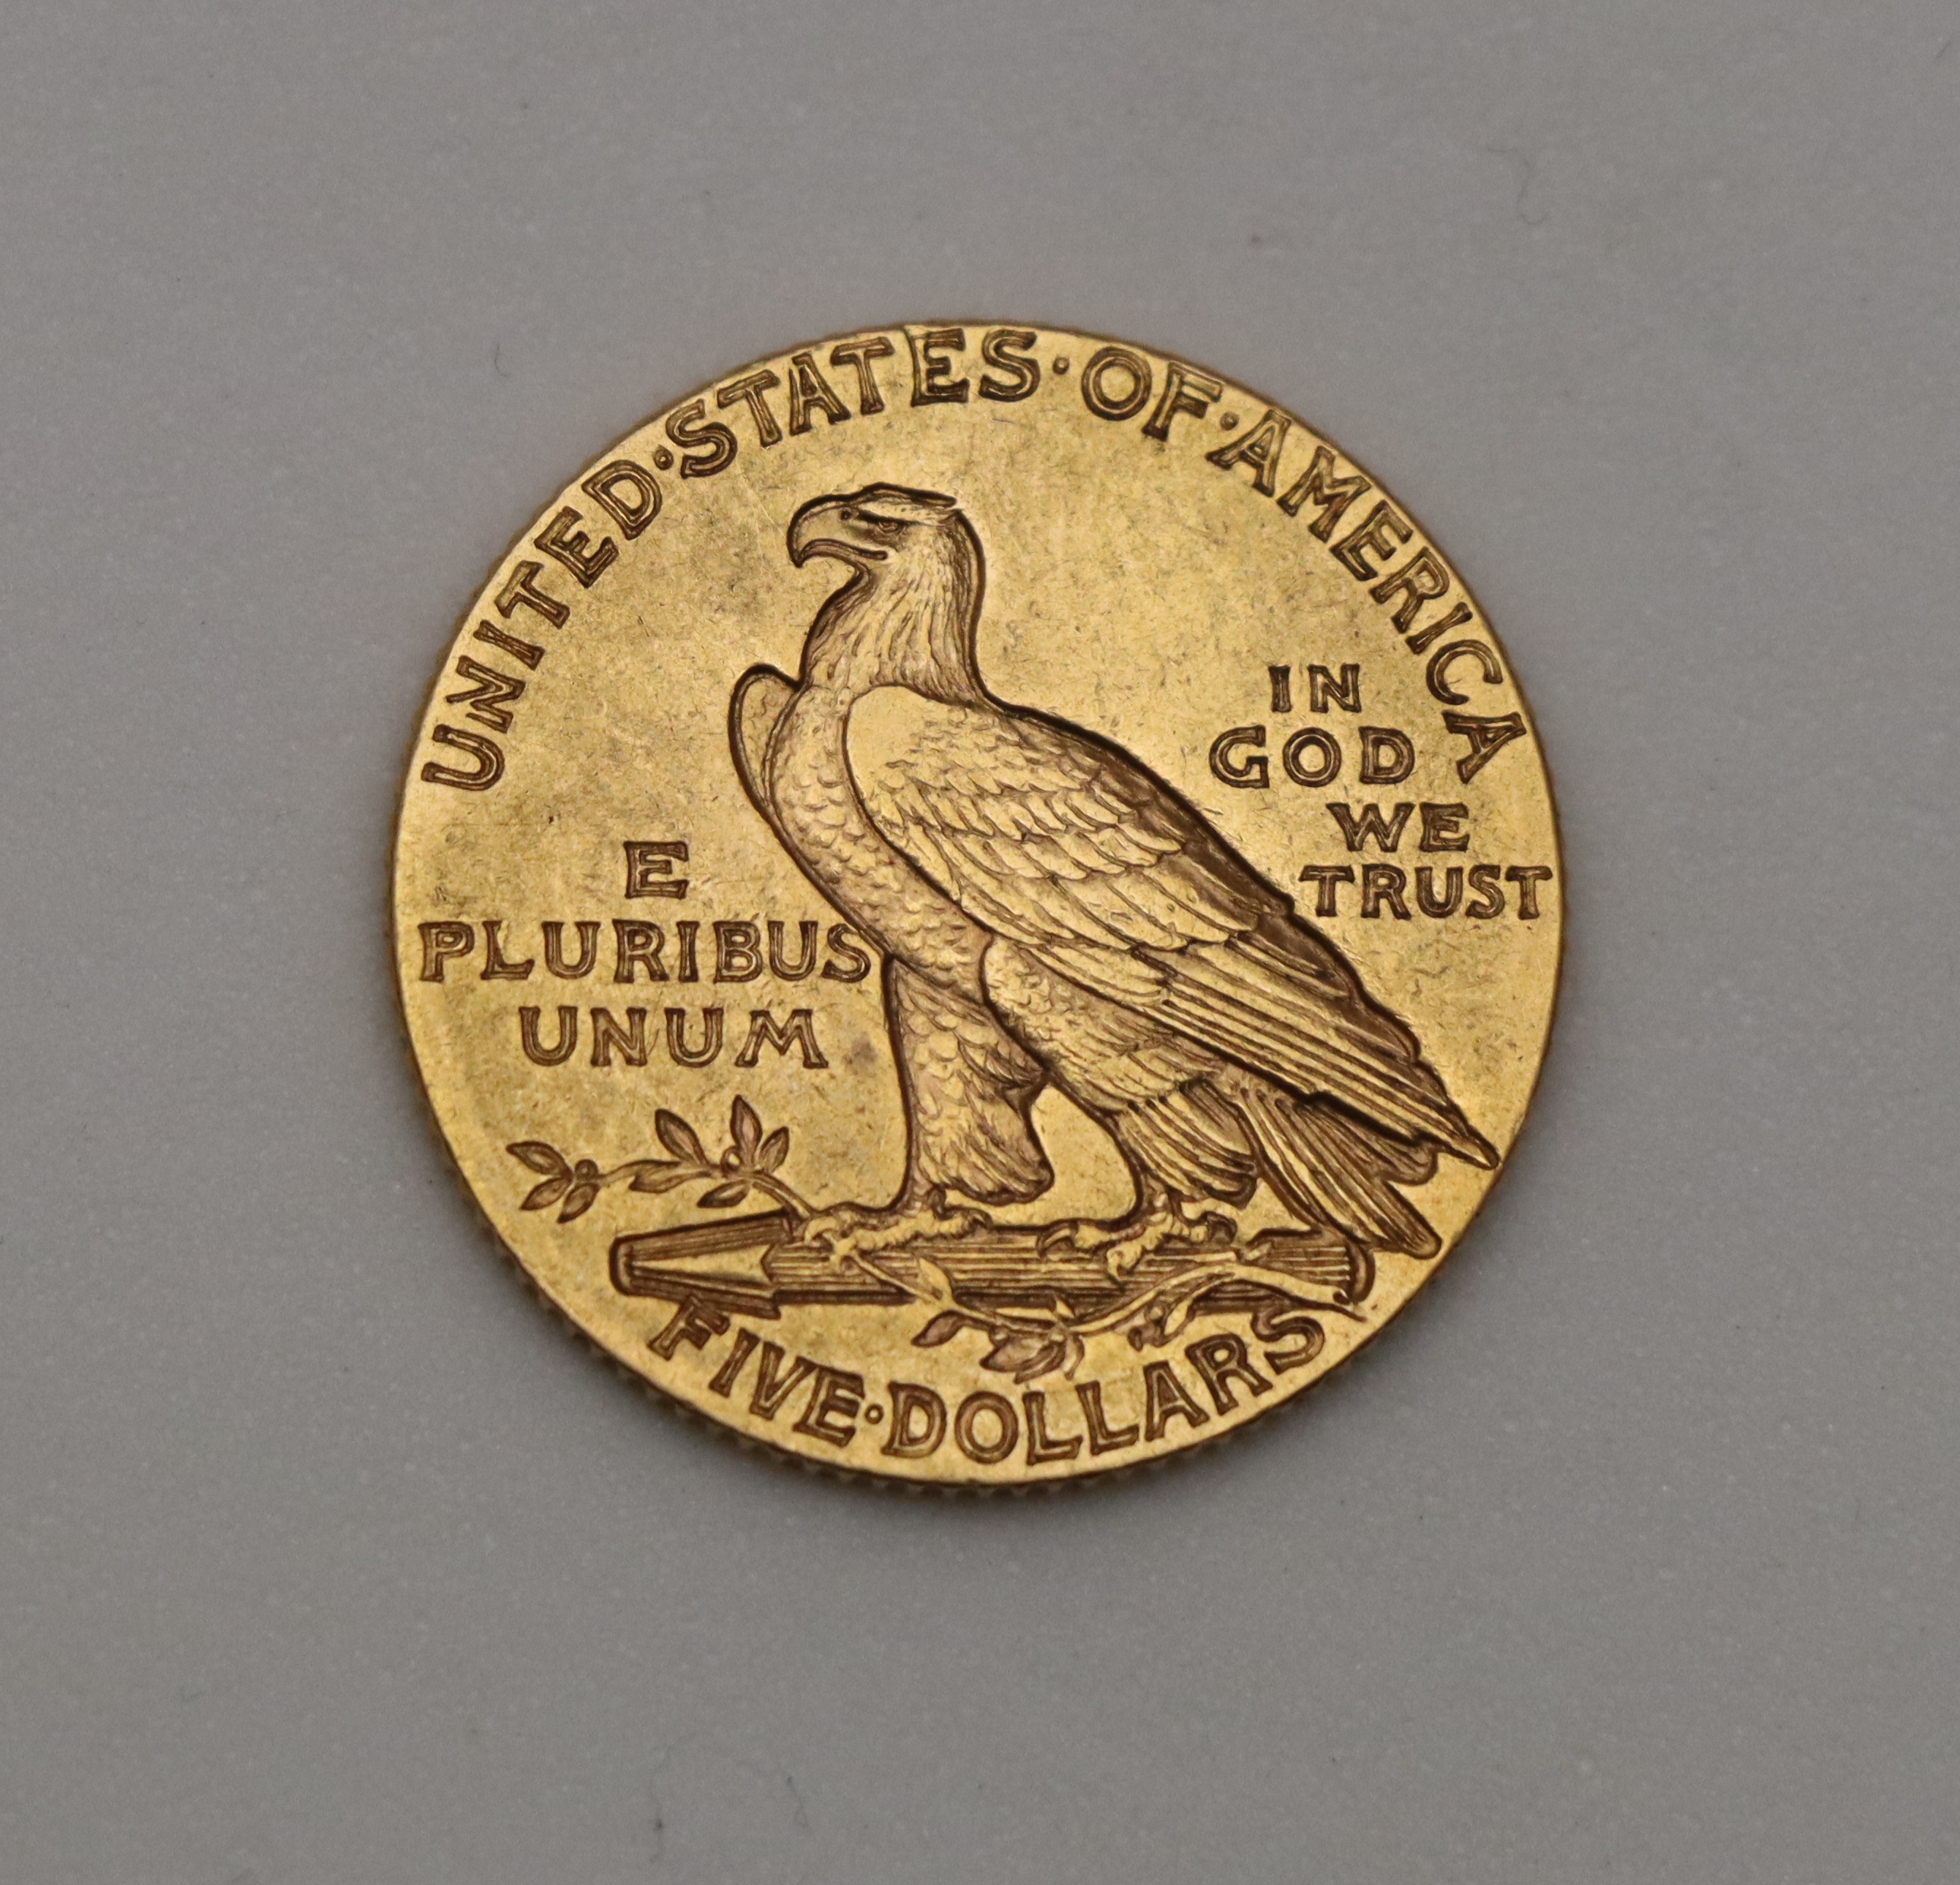 UNITED·STATES·OF·AMERICA
IN
GOD
WE
TRUST
E
PLURIBUS
UNUM
FIVE·DOLLARS